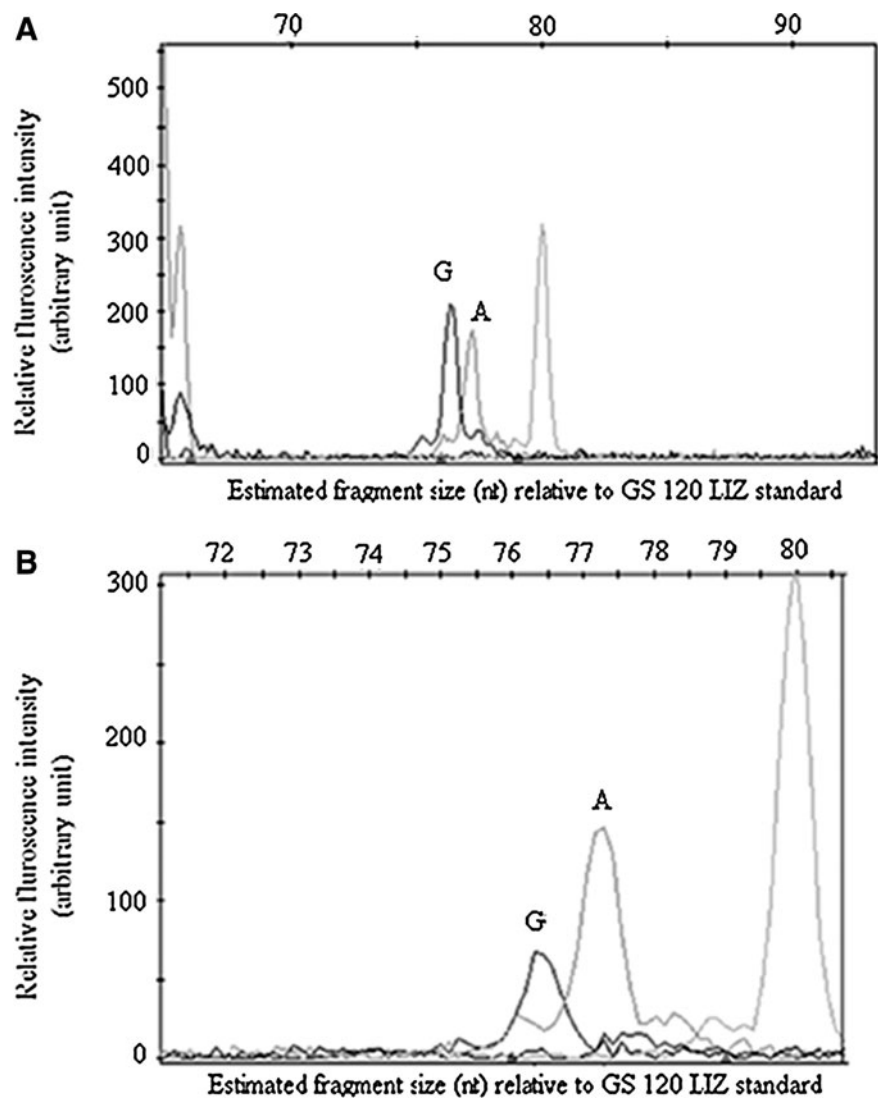 A
70 80 90
500
400
300
200
100
0
Relative fluroscence intensity
(arbitrary unit)
G
A
Estimated fragment size (nt) relative to GS 120 LIZ standard
B
72 73 74 75 76 77 78 79 80
300
200
100
0
Relative fluroscence intensity
(arbitrary unit)
G
A
Estimated fragment size (nt) relative to GS 120 LIZ standard